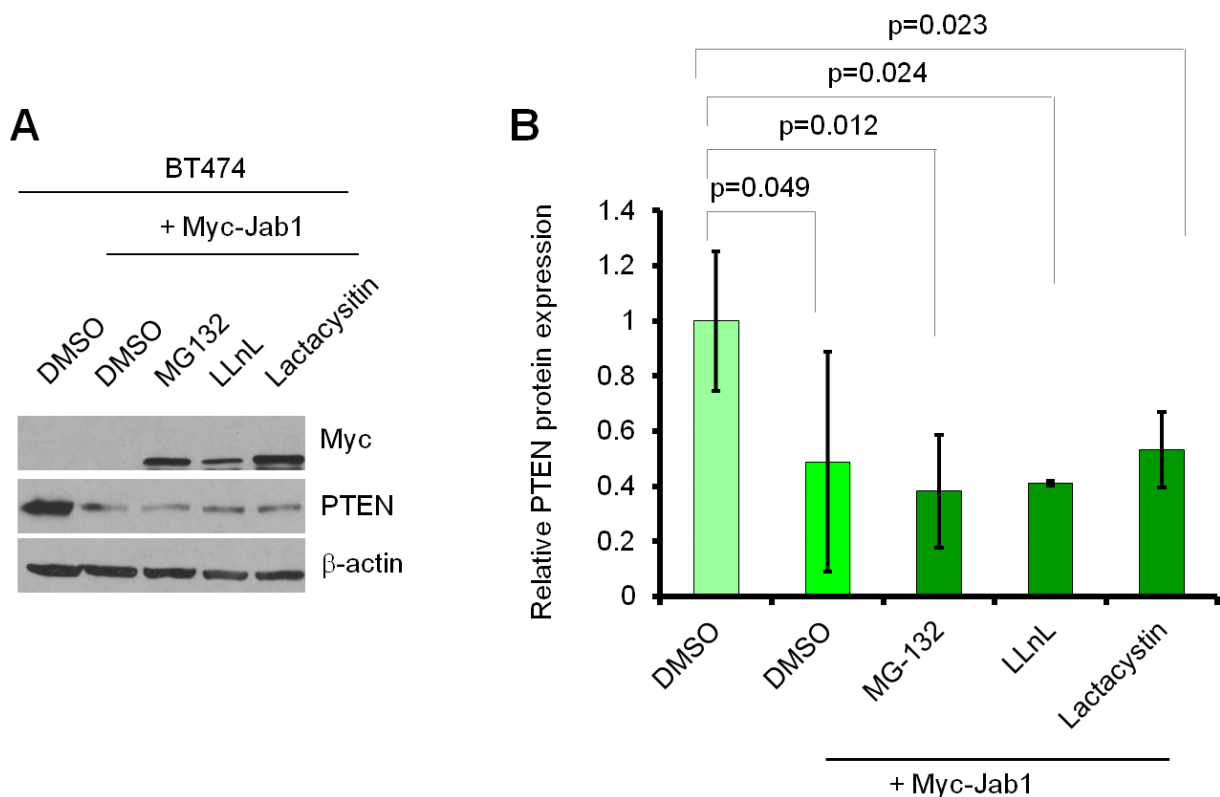 A
BT474
+ Myc-Jab1
DMSO
DMSO
MG132
LLnL
Lactacysitin
Myc
PTEN
β-actin
B
p=0.023
p=0.024
p=0.012
p=0.049
Relative PTEN protein expression
1.4
1.2
1
0.8
0.6
0.4
0.2
0
DMSO
DMSO
MG-132
LLnL
Lactacystin
+ Myc-Jab1